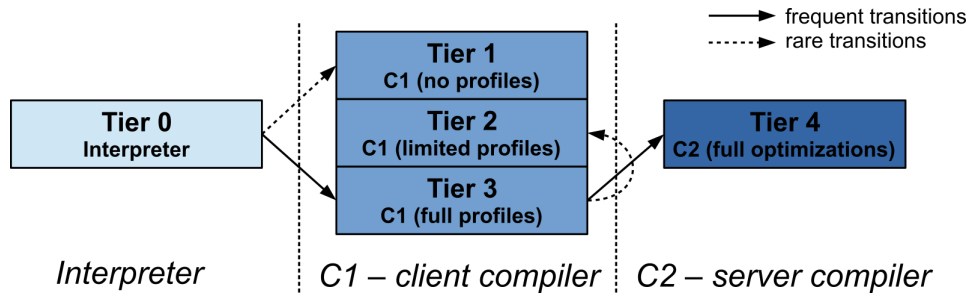 frequent transitions
rare transitions
Tier 0
Interpreter
Tier 1
C1 (no profiles)
Tier 2
C1 (limited profiles)
Tier 3
C1 (full profiles)
Tier 4
C2 (full optimizations)
Interpreter
C1 – client compiler
C2 – server compiler